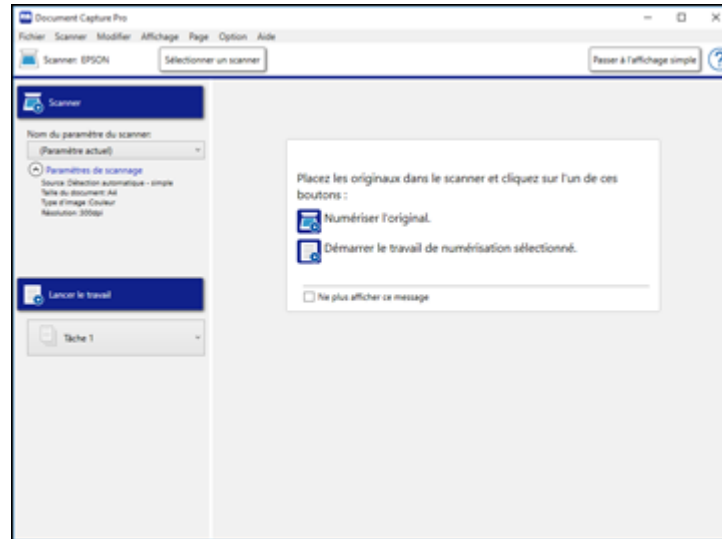 Document Capture Pro
Fichier Scanner Modifier Affichage Page Option Aide
Scanner: EPSON
Sélectionner un scanner
Passer à l'affichage simple
?
Scanner
Nom du paramètre du scanner:
(Paramètre actuel)
Paramètres de scannage
Source :Détection automatique - simple
Taille du document: A4
Type d'image :Couleur
Résolution :200dpi
Placez les originaux dans le scanner et cliquez sur l'un de ces
boutons :
Numériser l'original.
Démarrer le travail de numérisation sélectionné.
Ne plus afficher ce message
Lancer le travail
Tâche 1